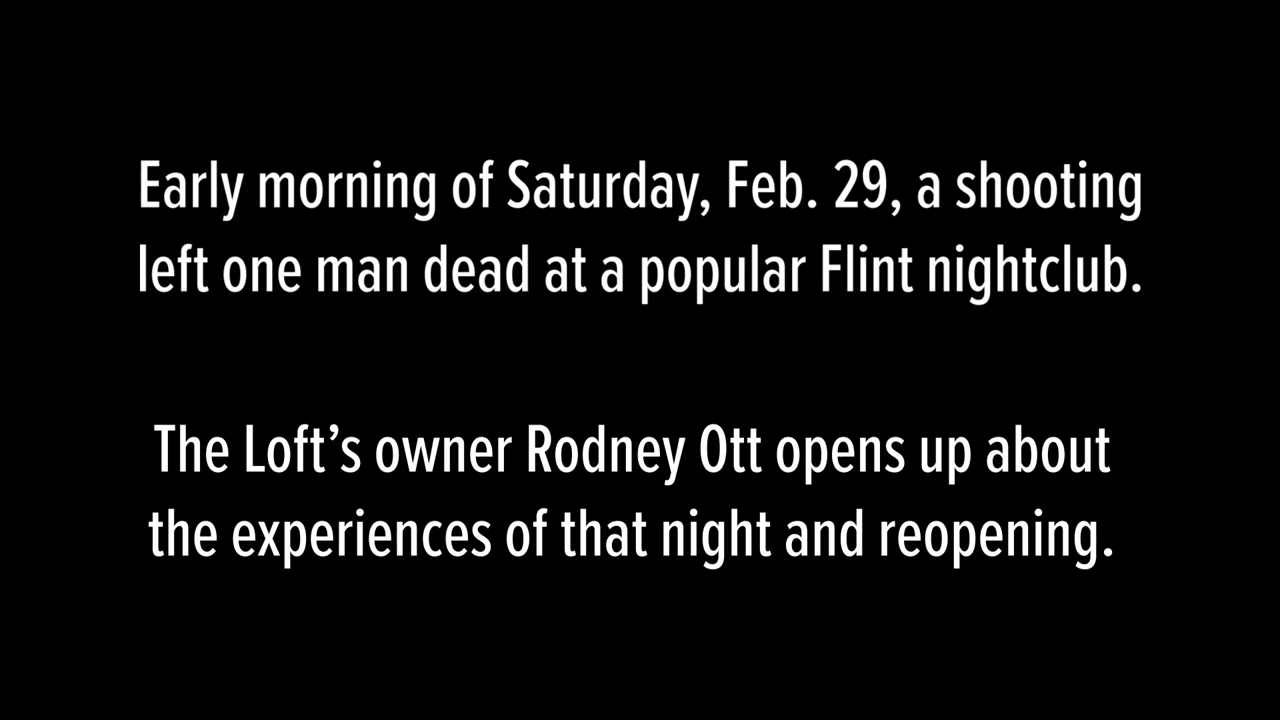 Early morning of Saturday, Feb. 29, a shooting
left one man dead at a popular Flint nightclub.
The Loft’s owner Rodney Ott opens up about
the experiences of that night and reopening.